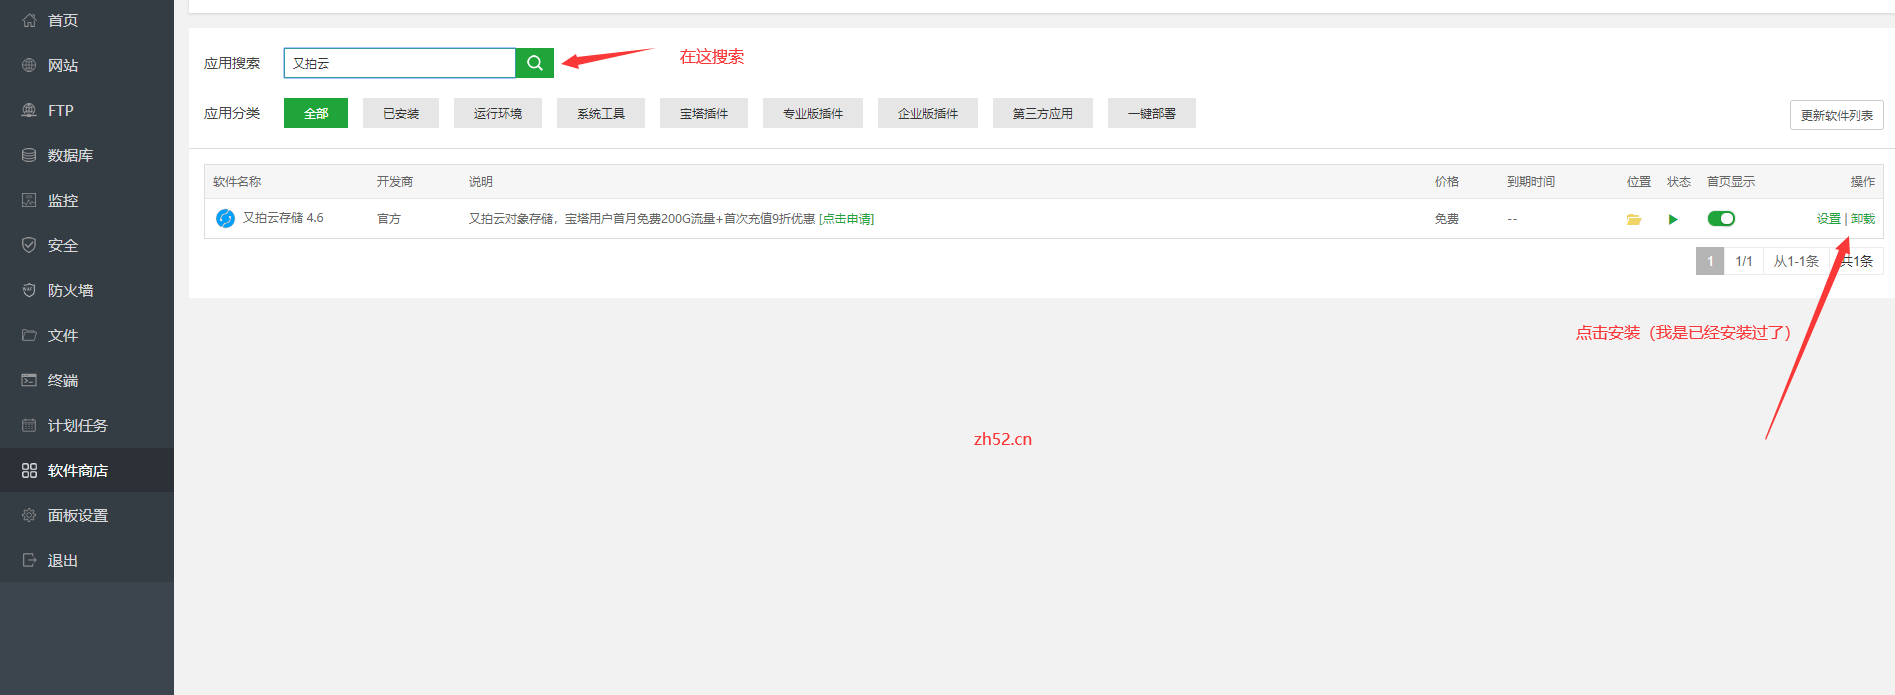 首页
网站
FTP
数据库
监控
安全
防火墙
文件
终端
计划任务
软件商店
面板设置
退出
应用搜索 又拍云 在这搜索
应用分类 全部 已安装 运行环境 系统工具 宝塔插件 专业版插件 企业版插件 第三方应用 一键部署 更新软件列表
软件名称 开发商 说明 价格 到期时间 位置 状态 首页显示 操作
又拍云存储 4.6 官方 又拍云对象存储，宝塔用户首月免费200G流量+首次充值9折优惠 [点击申请] 免费 -- 设置 | 卸载
1 1/1 从1-1条 共1条
点击安装（我是已经安装过了）
zh52.cn